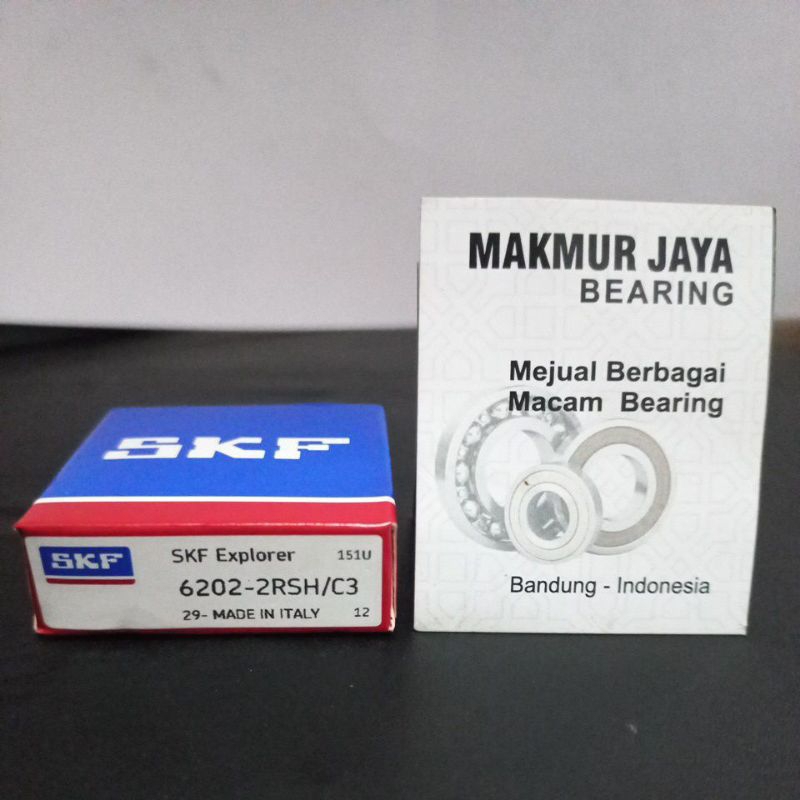 SKF
SKF
SKF Explorer
151U
6202-2RSH/C3
29- MADE IN ITALY
12
MAKMUR JAYA
BEARING
Mejual Berbagai
Macam Bearing
Bandung - Indonesia